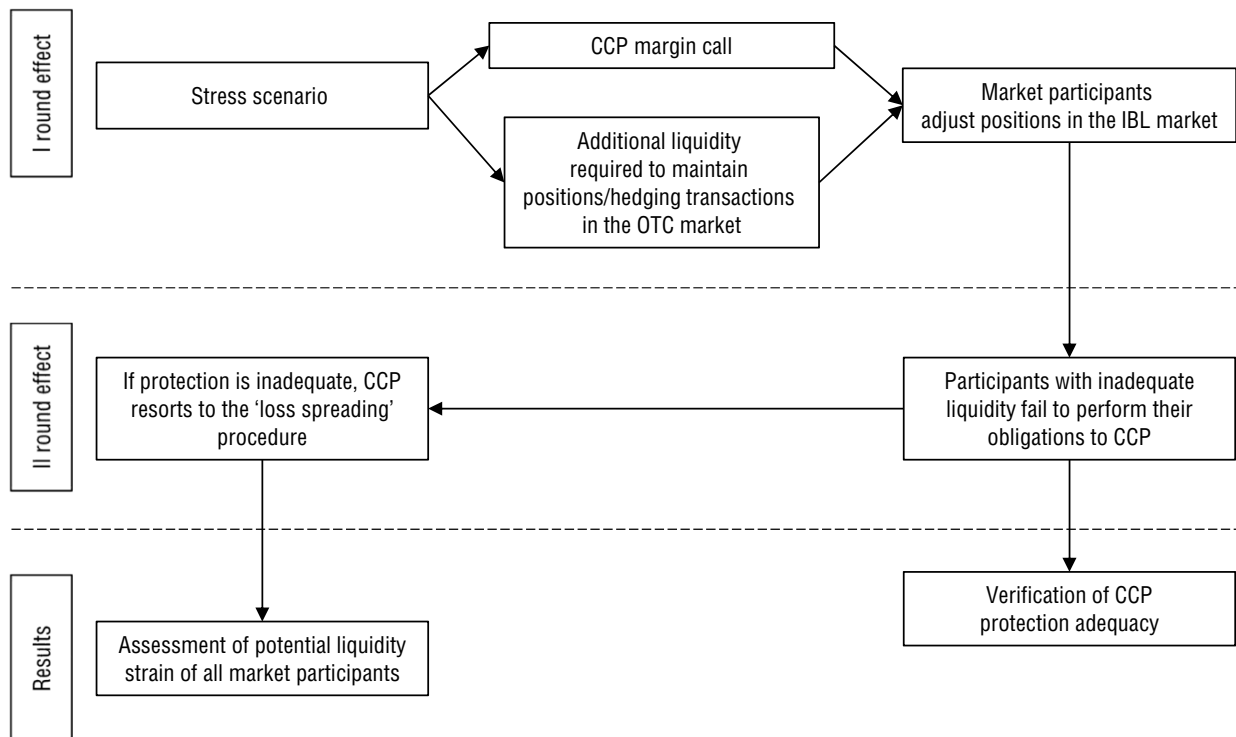 I round effect
Stress scenario
CCP margin call
Additional liquidity
required to maintain
positions/hedging transactions
in the OTC market
Market participants
adjust positions in the IBL market
II round effect
If protection is inadequate, CCP
resorts to the ‘loss spreading’
procedure
Participants with inadequate
liquidity fail to perform their
obligations to CCP
Results
Assessment of potential liquidity
strain of all market participants
Verification of CCP
protection adequacy